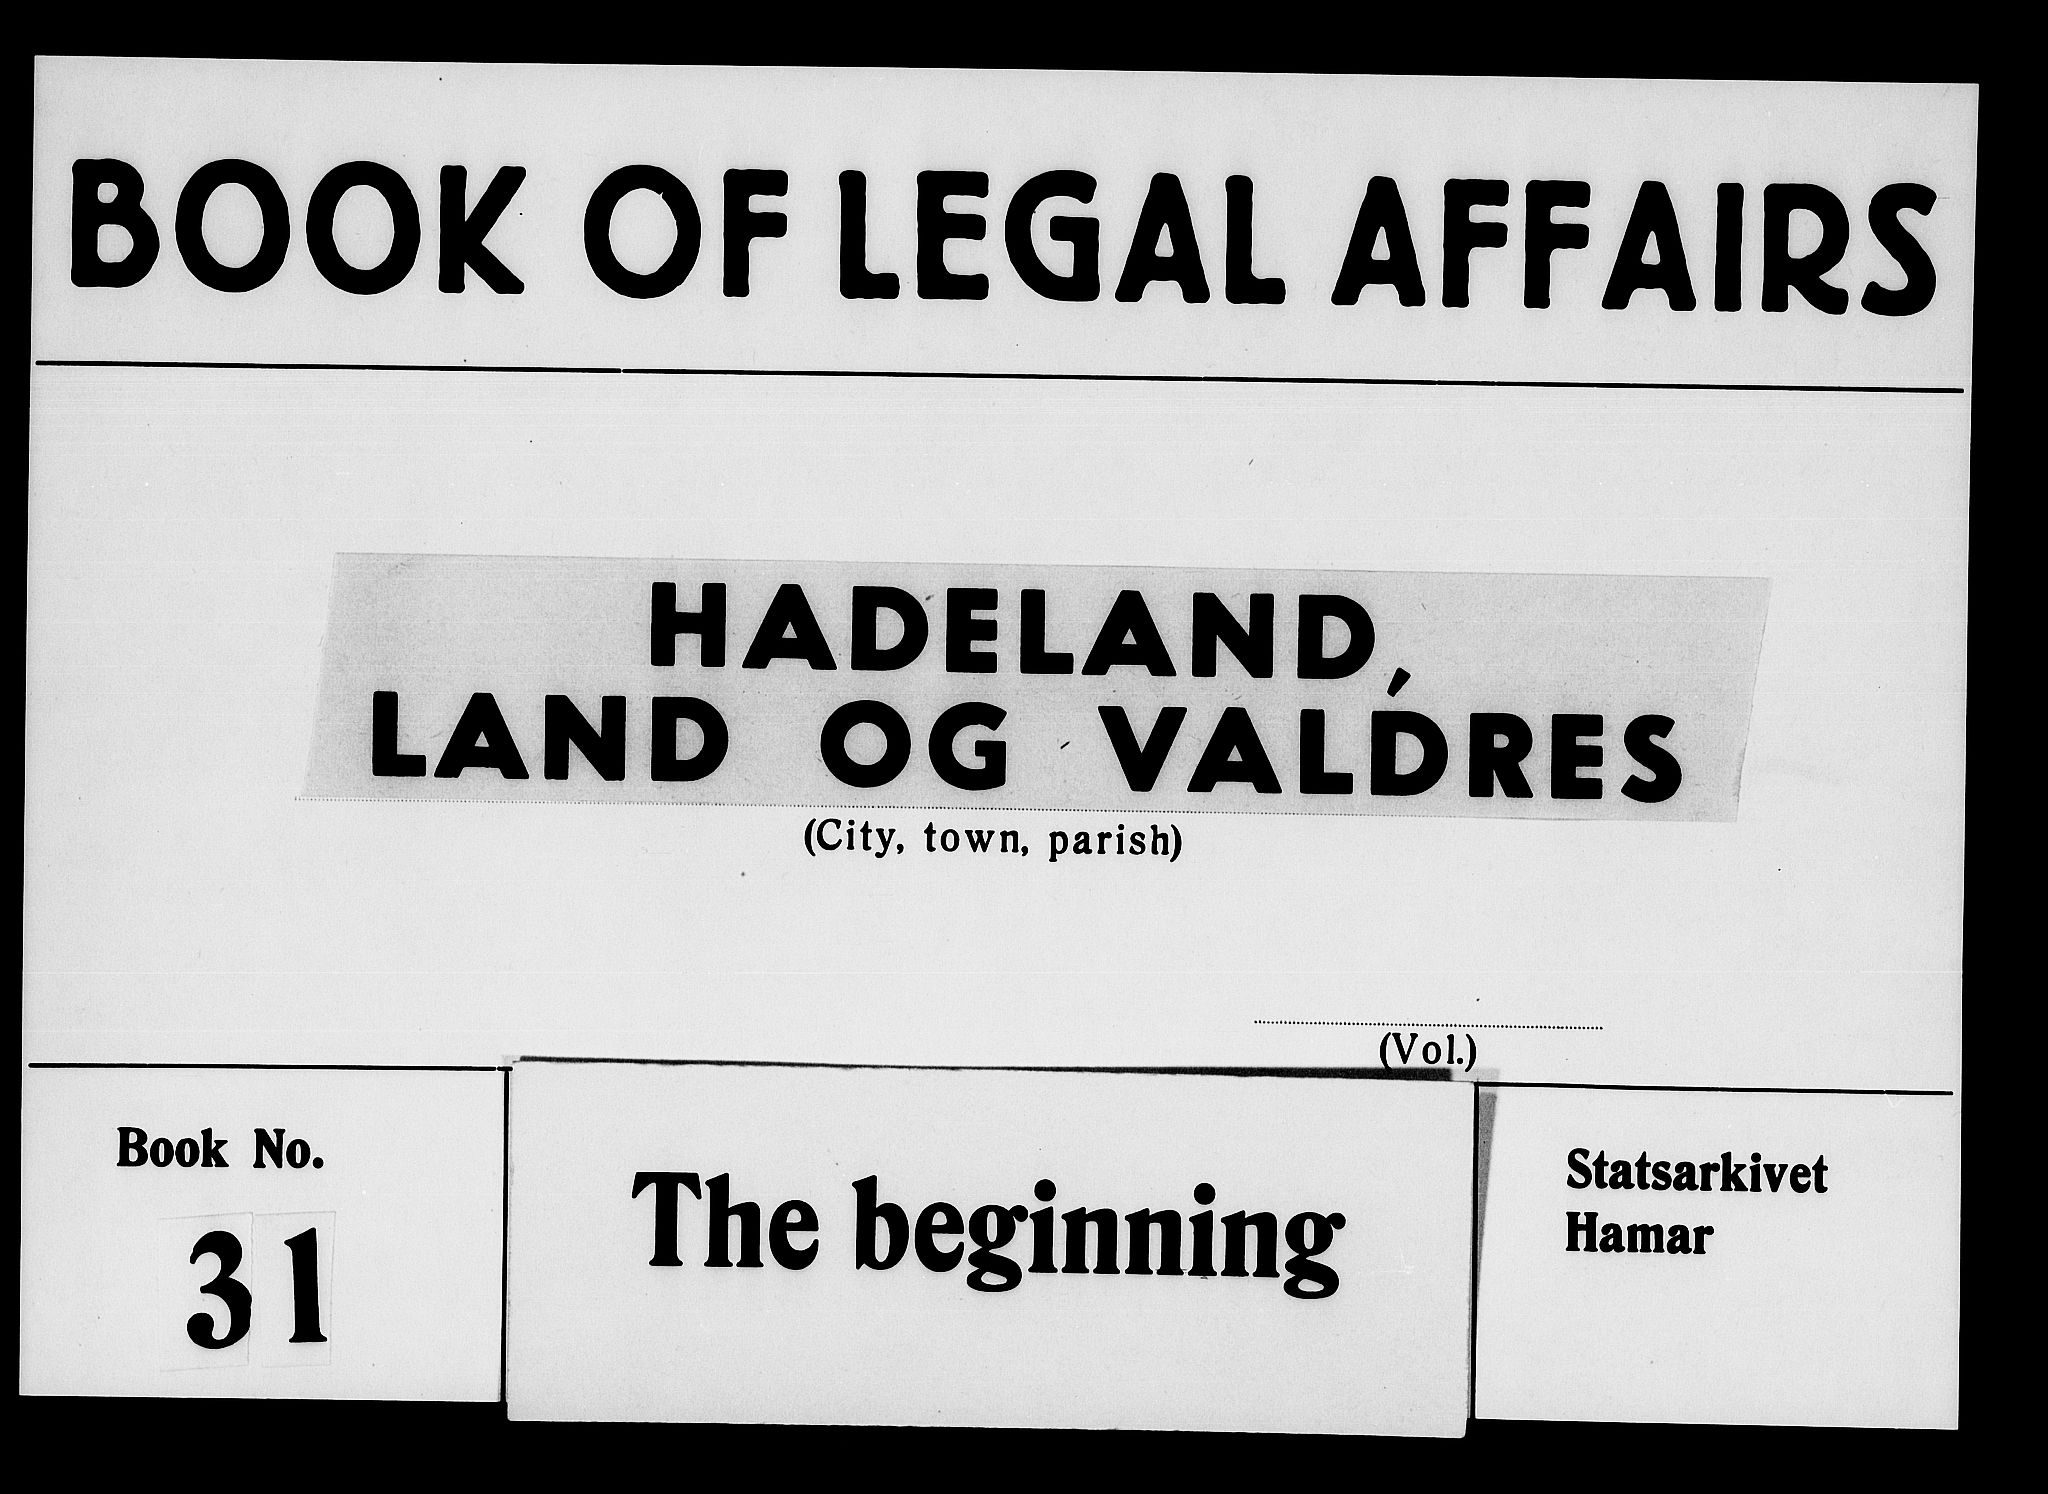 BOOK OF LEGAL AFFAIRS
HADELAND,
LAND OG VALDRES
(City, town, parish)
(Vol.)
Book No.
31
The beginning
Statsarkivet
Hamar